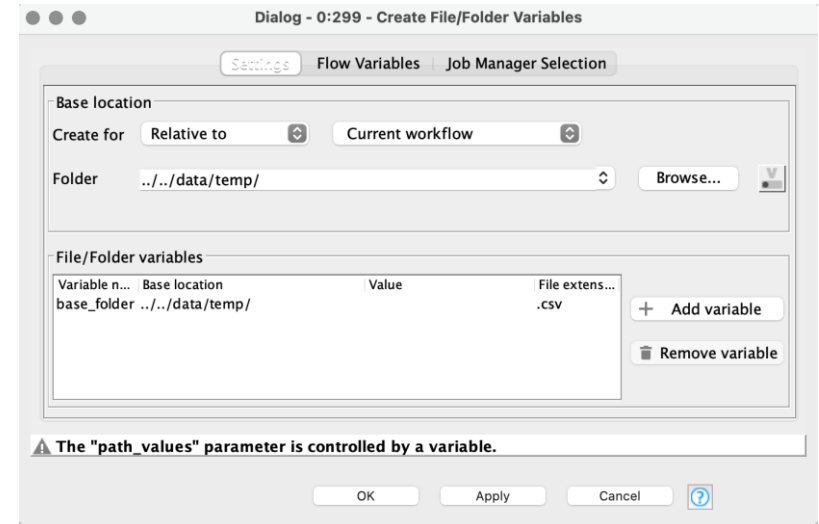 Dialog - 0:299 - Create File/Folder Variables
Settings Flow Variables Job Manager Selection
Base location
Create for Relative to Current workflow
Folder ../../data/temp/ Browse... V
File/Folder variables
Variable n... Base location Value File extens...
base_folder ../../data/temp/ .csv
+ Add variable
Remove variable
The "path_values" parameter is controlled by a variable.
OK Apply Cancel ?